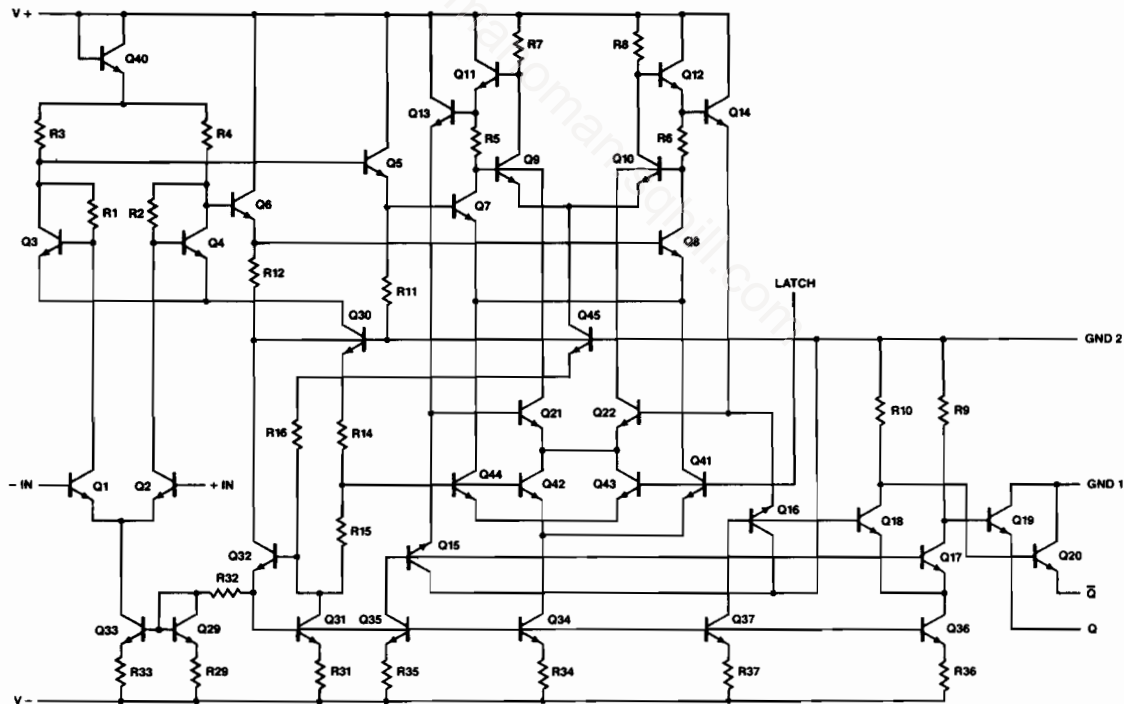 V +
Q40
R3
R4
R7
R8
Q11
Q12
Q13
Q14
R5
R6
Q5
Q9
Q10
R1
R2
Q6
Q7
Q3
Q4
Q8
R12
R11
LATCH
Q30
Q45
GND 2
R10
R9
Q21
Q22
R16
R14
– IN
Q1
Q2
+ IN
Q44
Q42
Q43
Q41
GND 1
Q16
Q18
Q19
R15
Q15
Q17
Q20
Q32
R32
Q̅
Q33
Q29
Q31
Q35
Q34
Q37
Q36
Q
R33
R29
R31
R35
R34
R37
R36
V –